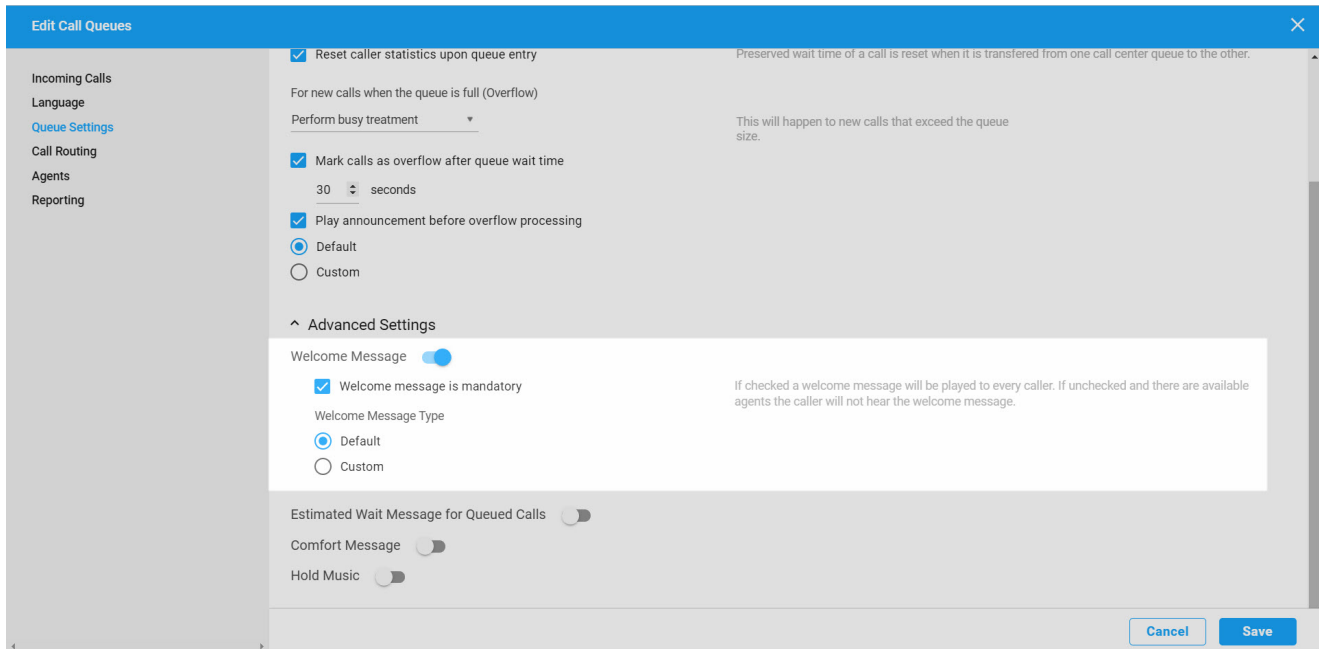 Edit Call Queues
Incoming Calls
Language
Queue Settings
Call Routing
Agents
Reporting
Reset caller statistics upon queue entry
Preserved wait time of a call is reset when it is transfered from one call center queue to the other.
For new calls when the queue is full (Overflow)
Perform busy treatment
This will happen to new calls that exceed the queue
size.
Mark calls as overflow after queue wait time
30 seconds
Play announcement before overflow processing
Default
Custom
Advanced Settings
Welcome Message
Welcome message is mandatory
If checked a welcome message will be played to every caller. If unchecked and there are available
agents the caller will not hear the welcome message.
Welcome Message Type
Default
Custom
Estimated Wait Message for Queued Calls
Comfort Message
Hold Music
Cancel
Save